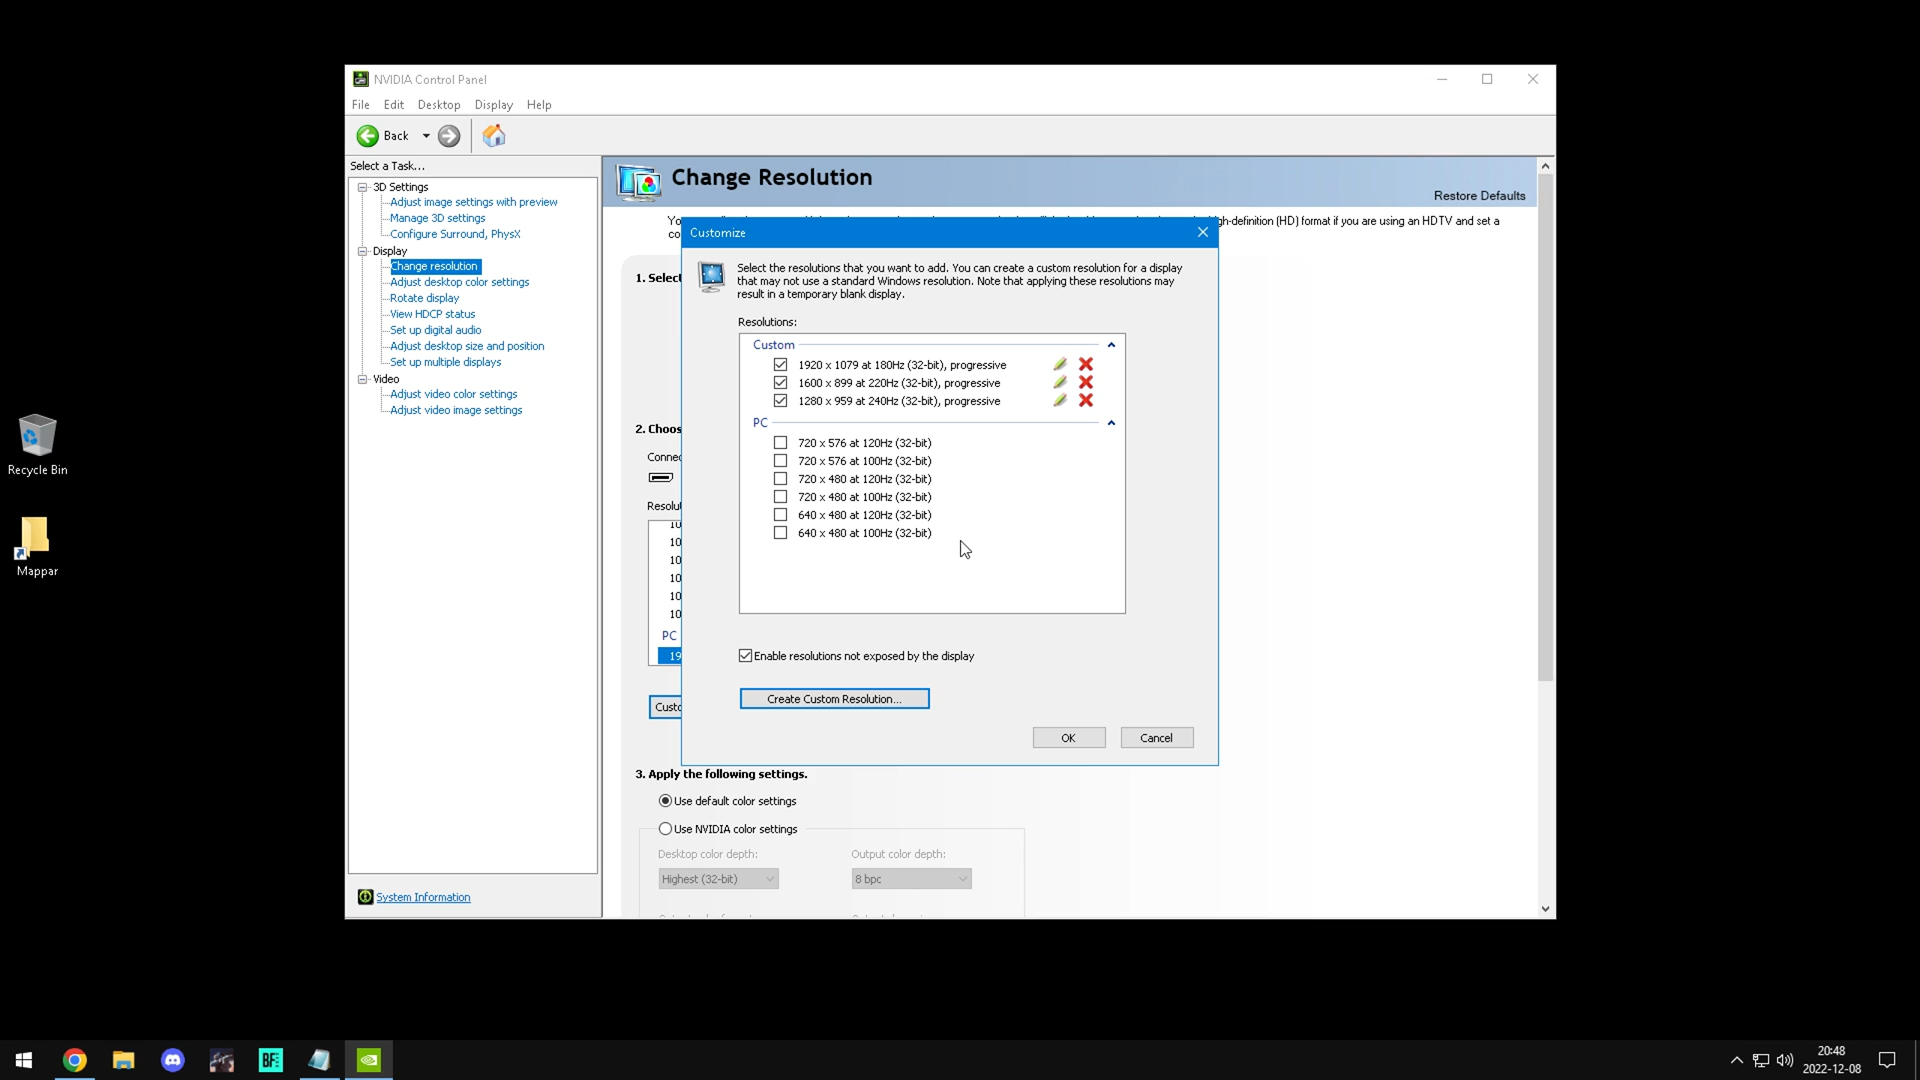 NVIDIA Control Panel
File Edit Desktop Display Help
Back
Select a Task...
3D Settings
Adjust image settings with preview
Manage 3D settings
Configure Surround, PhysX
Display
Change resolution
Adjust desktop color settings
Rotate display
View HDCP status
Set up digital audio
Adjust desktop size and position
Set up multiple displays
Video
Adjust video color settings
Adjust video image settings
System Information
Change Resolution
Restore Defaults
gh-definition (HD) format if you are using an HDTV and set a
1. Select
2. Choos
Connec
Resolut
10
10
10
10
10
PC
19
Custo
Customize
Select the resolutions that you want to add. You can create a custom resolution for a display
that may not use a standard Windows resolution. Note that applying these resolutions may
result in a temporary blank display.
Resolutions:
Custom
1920 x 1079 at 180Hz (32-bit), progressive
1600 x 899 at 220Hz (32-bit), progressive
1280 x 959 at 240Hz (32-bit), progressive
PC
720 x 576 at 120Hz (32-bit)
720 x 576 at 100Hz (32-bit)
720 x 480 at 120Hz (32-bit)
720 x 480 at 100Hz (32-bit)
640 x 480 at 120Hz (32-bit)
640 x 480 at 100Hz (32-bit)
Enable resolutions not exposed by the display
Create Custom Resolution...
OK Cancel
3. Apply the following settings.
Use default color settings
Use NVIDIA color settings
Desktop color depth: Output color depth:
Highest (32-bit) 8 bpc
Recycle Bin
Mappar
BF
20:48
2022-12-08